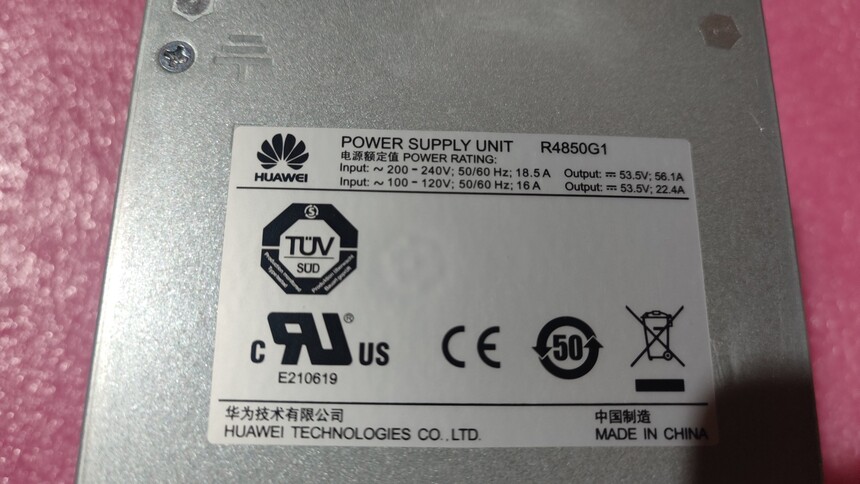 POWER SUPPLY UNIT R4850G1
电源额定值 POWER RATING:
Input: ~ 200-240V; 50/60 Hz; 18.5A Output: ⎓ 53.5V; 56.1A
Input: ~ 100-120V; 50/60 Hz; 16A Output: ⎓ 53.5V; 22.4A
HUAWEI
S
TÜV
SÜD
c RU ® US
E210619
CE
50
华为技术有限公司 中国制造
HUAWEI TECHNOLOGIES CO.,LTD. MADE IN CHINA